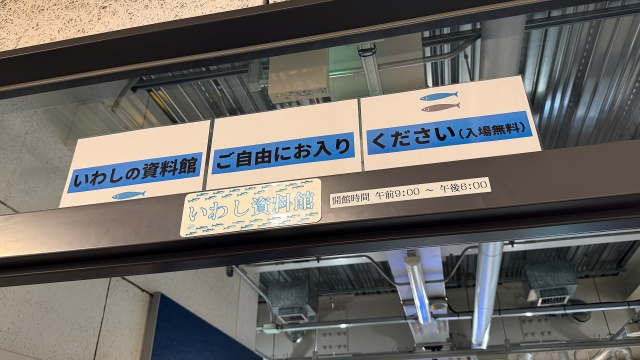 いわしの資料館
ご自由にお入り
ください(入場無料)
いわし資料館
開館時間 午前9:00 ～ 午後6:00